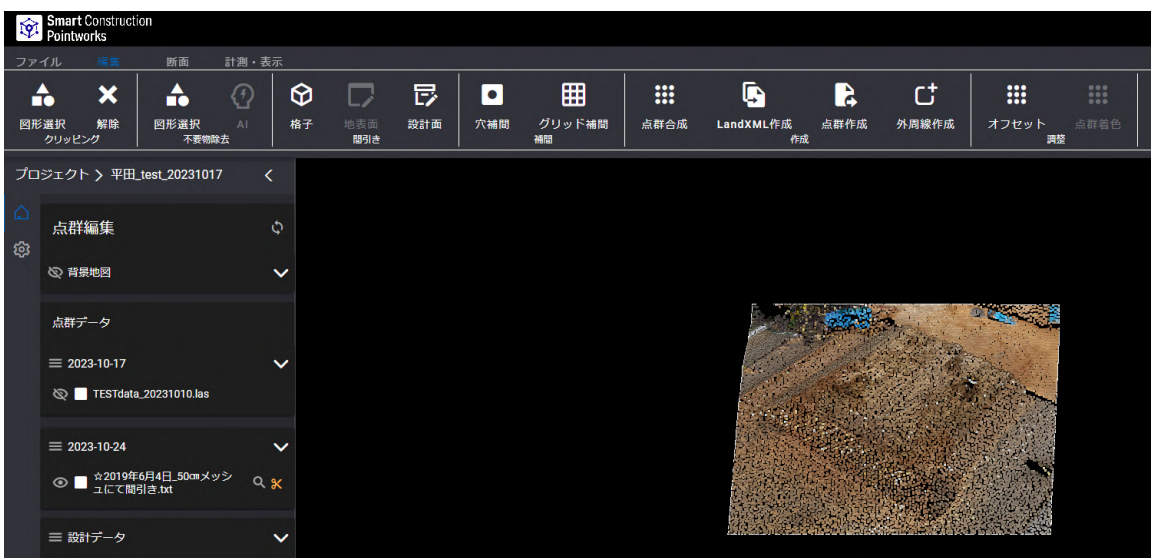 Smart Construction
Pointworks
ファイル 編集 断面 計測・表示
図形選択 解除 図形選択 AI 格子 地表面 設計面 穴補間 グリッド補間 点群合成 LandXML作成 点群作成 外周線作成 オフセット 点群着色
クリッピング 不要物除去 間引き 補間 作成 調整
プロジェクト > 平田_test_20231017 <
点群編集
背景地図
点群データ
2023-10-17
TESTdata_20231010.las
2023-10-24
☆2019年6月4日_50㎝メッシ
ュにて間引き.txt
設計データ